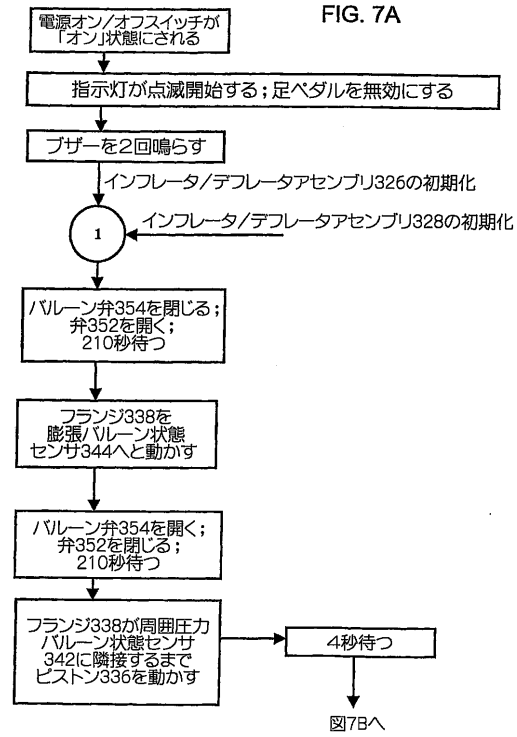 FIG. 7A
電源オン/オフスイッチが
「オン」状態にされる
指示灯が点滅開始する;足ペダルを無効にする
ブザーを2回鳴らす
インフレータ/デフレータアセンブリ326の初期化
インフレータ/デフレータアセンブリ328の初期化
1
バルーン弁354を閉じる;
弁352を開く;
210秒待つ
フランジ338を
膨張バルーン状態
センサ344へと動かす
バルーン弁354を開く;
弁352を閉じる;
210秒待つ
フランジ338が周囲圧力
バルーン状態センサ
342に隣接するまで
ピストン336を動かす
4秒待つ
図7Bへ